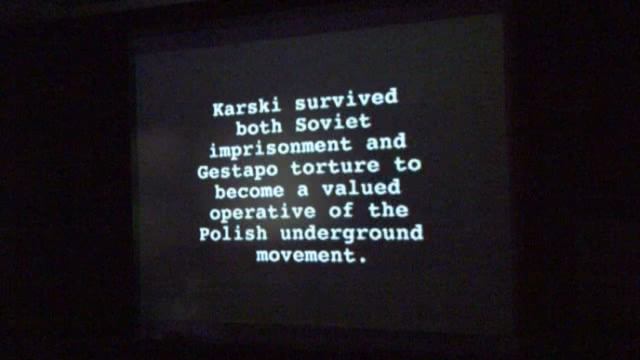 Karski survived
both Soviet
imprisonment and
Gestapo torture to
become a valued
operative of the
Polish underground
movement.